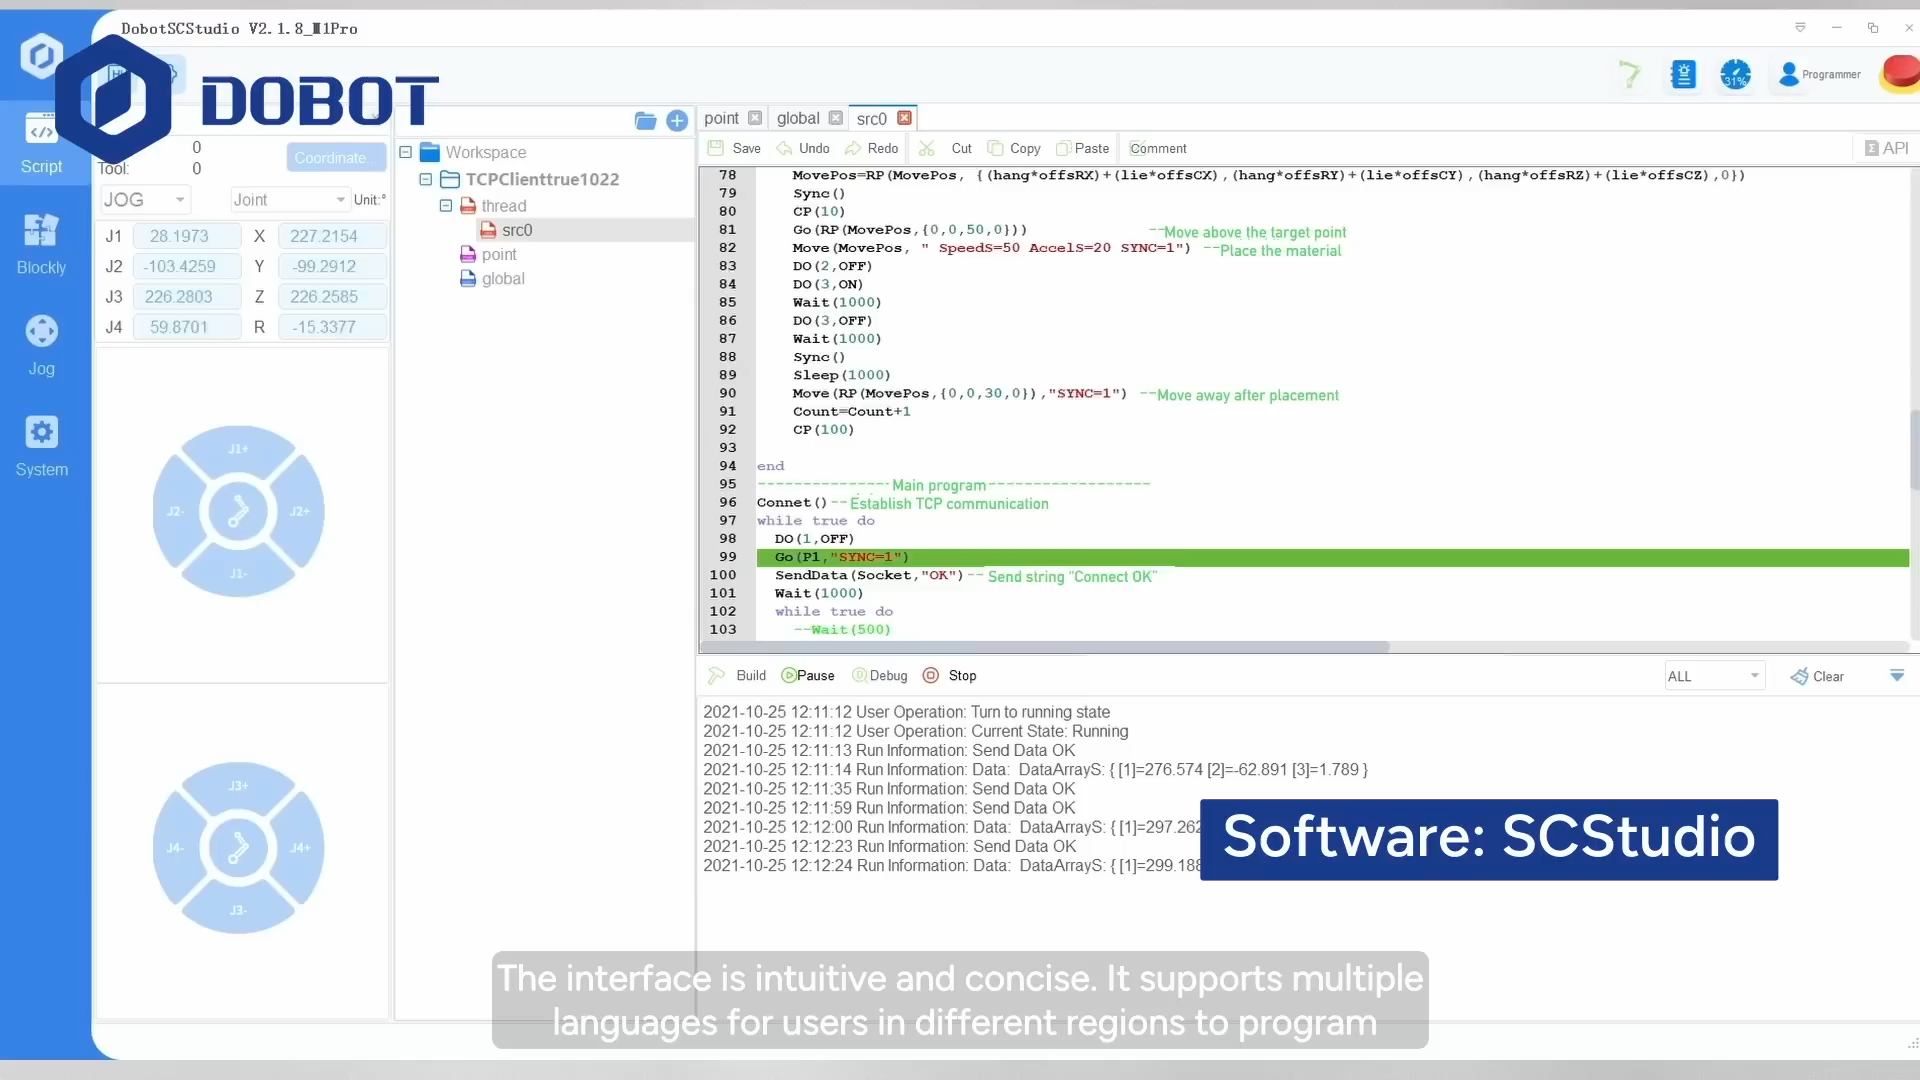 DobotSCStudio V2.1.8_M1Pro
DOBOT
31%
Programmer
Script
Blockly
Jog
System
0
Tool: 0
Coordinate...
JOG
Joint
Unit:°
J1 28.1973 X 227.2154
J2 -103.4259 Y -99.2912
J3 226.2803 Z 226.2585
J4 59.8701 R -15.3377
J1+
J2- J2+
J1-
J3+
J4- J4+
J3-
Workspace
TCPClienttrue1022
thread
src0
point
global
point global src0
Save Undo Redo Cut Copy Paste Comment API
78 MovePos=RP(MovePos, {(hang*offsRX)+(lie*offsCX),(hang*offsRY)+(lie*offsCY),(hang*offsRZ)+(lie*offsCZ),0})
79 Sync()
80 CP(10)
81 Go(RP(MovePos,{0,0,50,0})) --Move above the target point
82 Move(MovePos, " SpeedS=50 AccelS=20 SYNC=1") --Place the material
83 DO(2,OFF)
84 DO(3,ON)
85 Wait(1000)
86 DO(3,OFF)
87 Wait(1000)
88 Sync()
89 Sleep(1000)
90 Move(RP(MovePos,{0,0,30,0}),"SYNC=1") --Move away after placement
91 Count=Count+1
92 CP(100)
93
94 end
95 --------------- Main program------------------
96 Connet() -- Establish TCP communication
97 while true do
98 DO(1,OFF)
99 Go(P1,"SYNC=1")
100 SendData(Socket,"OK") -- Send string “Connect OK”
101 Wait(1000)
102 while true do
103 --Wait(500)
Build Pause Debug Stop ALL Clear
2021-10-25 12:11:12 User Operation: Turn to running state
2021-10-25 12:11:12 User Operation: Current State: Running
2021-10-25 12:11:13 Run Information: Send Data OK
2021-10-25 12:11:14 Run Information: Data: DataArrayS: { [1]=276.574 [2]=-62.891 [3]=1.789 }
2021-10-25 12:11:35 Run Information: Send Data OK
2021-10-25 12:11:59 Run Information: Send Data OK
2021-10-25 12:12:00 Run Information: Data: DataArrayS: { [1]=297.262
2021-10-25 12:12:23 Run Information: Send Data OK
2021-10-25 12:12:24 Run Information: Data: DataArrayS: { [1]=299.188
Software: SCStudio
The interface is intuitive and concise. It supports multiple
languages for users in different regions to program